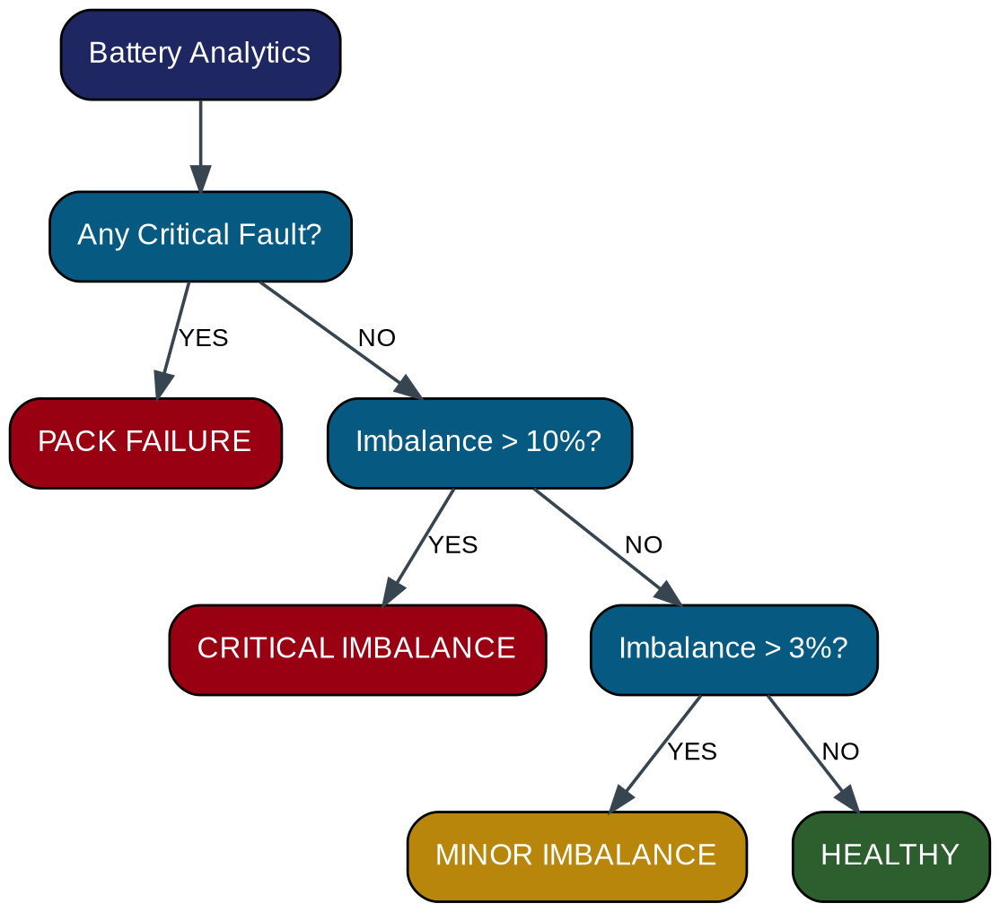 Battery Analytics
Any Critical Fault?
YES
NO
PACK FAILURE
Imbalance > 10%?
YES
NO
CRITICAL IMBALANCE
Imbalance > 3%?
YES
NO
MINOR IMBALANCE
HEALTHY